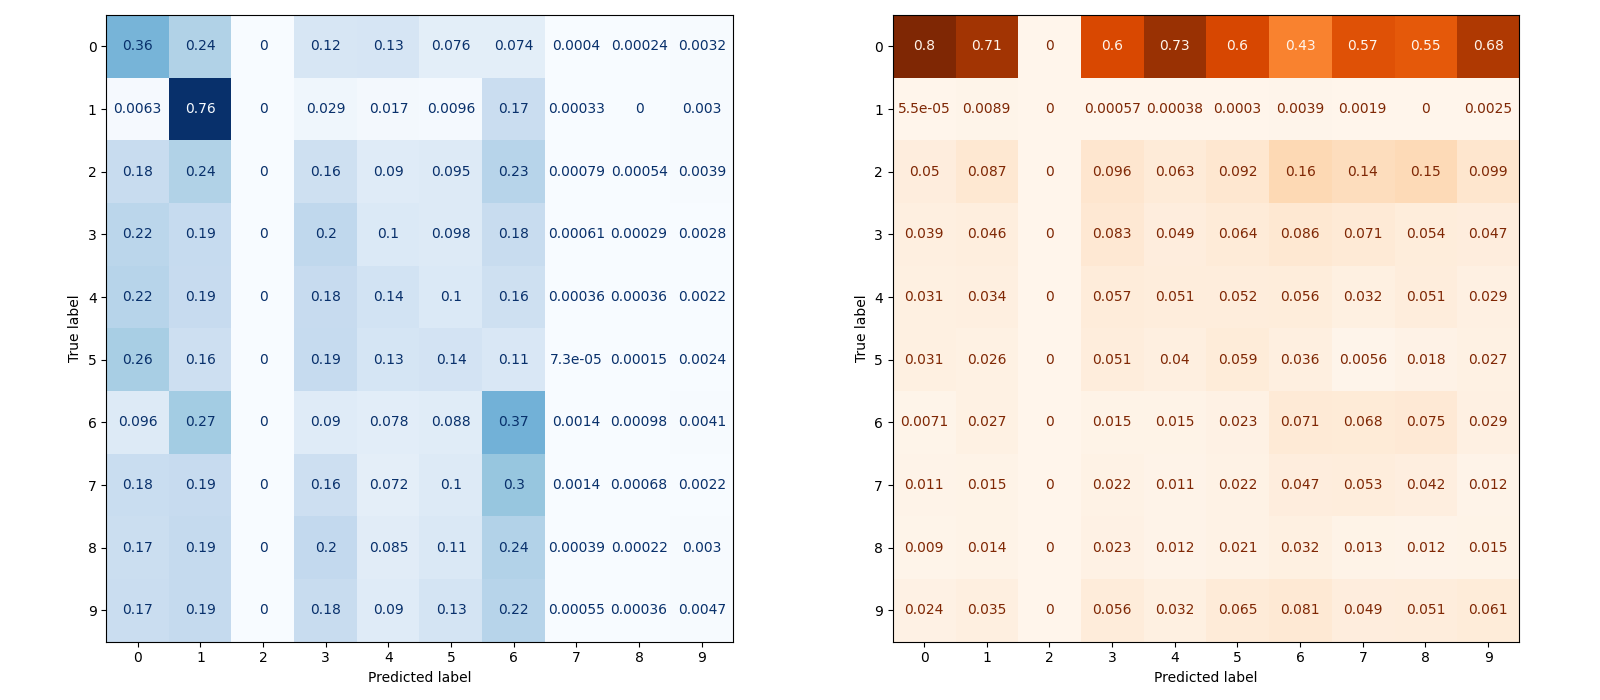 0 0.36 0.24 0 0.12 0.13 0.076 0.074 0.0004 0.00024 0.0032
1 0.0063 0.76 0 0.029 0.017 0.0096 0.17 0.00033 0 0.003
2 0.18 0.24 0 0.16 0.09 0.095 0.23 0.00079 0.00054 0.0039
3 0.22 0.19 0 0.2 0.1 0.098 0.18 0.00061 0.00029 0.0028
4 0.22 0.19 0 0.18 0.14 0.1 0.16 0.00036 0.00036 0.0022
5 0.26 0.16 0 0.19 0.13 0.14 0.11 7.3e-05 0.00015 0.0024
6 0.096 0.27 0 0.09 0.078 0.088 0.37 0.0014 0.00098 0.0041
7 0.18 0.19 0 0.16 0.072 0.1 0.3 0.0014 0.00068 0.0022
8 0.17 0.19 0 0.2 0.085 0.11 0.24 0.00039 0.00022 0.003
9 0.17 0.19 0 0.18 0.09 0.13 0.22 0.00055 0.00036 0.0047
0 1 2 3 4 5 6 7 8 9
Predicted label
True label
0 0.8 0.71 0 0.6 0.73 0.6 0.43 0.57 0.55 0.68
1 5.5e-05 0.0089 0 0.00057 0.00038 0.0003 0.0039 0.0019 0 0.0025
2 0.05 0.087 0 0.096 0.063 0.092 0.16 0.14 0.15 0.099
3 0.039 0.046 0 0.083 0.049 0.064 0.086 0.071 0.054 0.047
4 0.031 0.034 0 0.057 0.051 0.052 0.056 0.032 0.051 0.029
5 0.031 0.026 0 0.051 0.04 0.059 0.036 0.0056 0.018 0.027
6 0.0071 0.027 0 0.015 0.015 0.023 0.071 0.068 0.075 0.029
7 0.011 0.015 0 0.022 0.011 0.022 0.047 0.053 0.042 0.012
8 0.009 0.014 0 0.023 0.012 0.021 0.032 0.013 0.012 0.015
9 0.024 0.035 0 0.056 0.032 0.065 0.081 0.049 0.051 0.061
0 1 2 3 4 5 6 7 8 9
Predicted label
True label